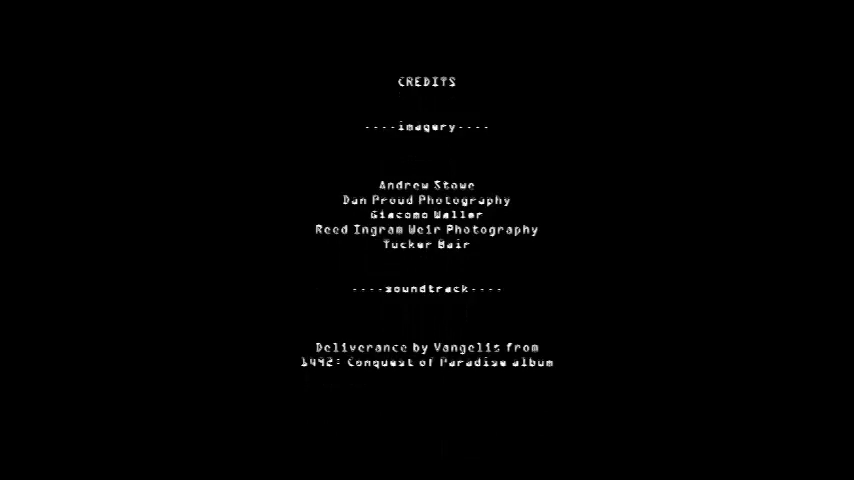 CREDITS
----imagery----
Andrew Stowe
Dan Proud Photography
Giacomo Waller
Reed Ingram Weir Photography
Tucker Bair
----soundtrack----
Deliverance by Vangelis from
1492: Conquest of Paradise album